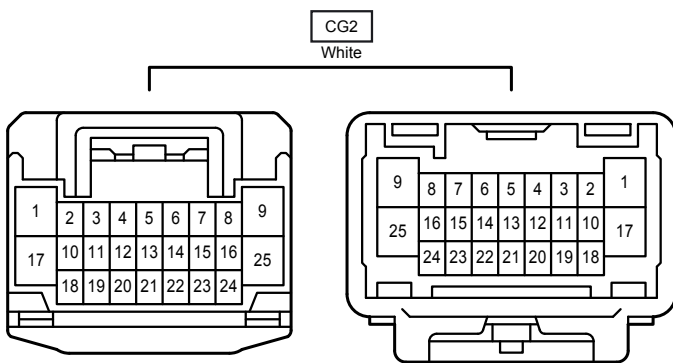 CG2
White
1 2 3 4 5 6 7 8 9
10 11 12 13 14 15 16
17 25
18 19 20 21 22 23 24
9 8 7 6 5 4 3 2 1
16 15 14 13 12 11 10
25 17
24 23 22 21 20 19 18